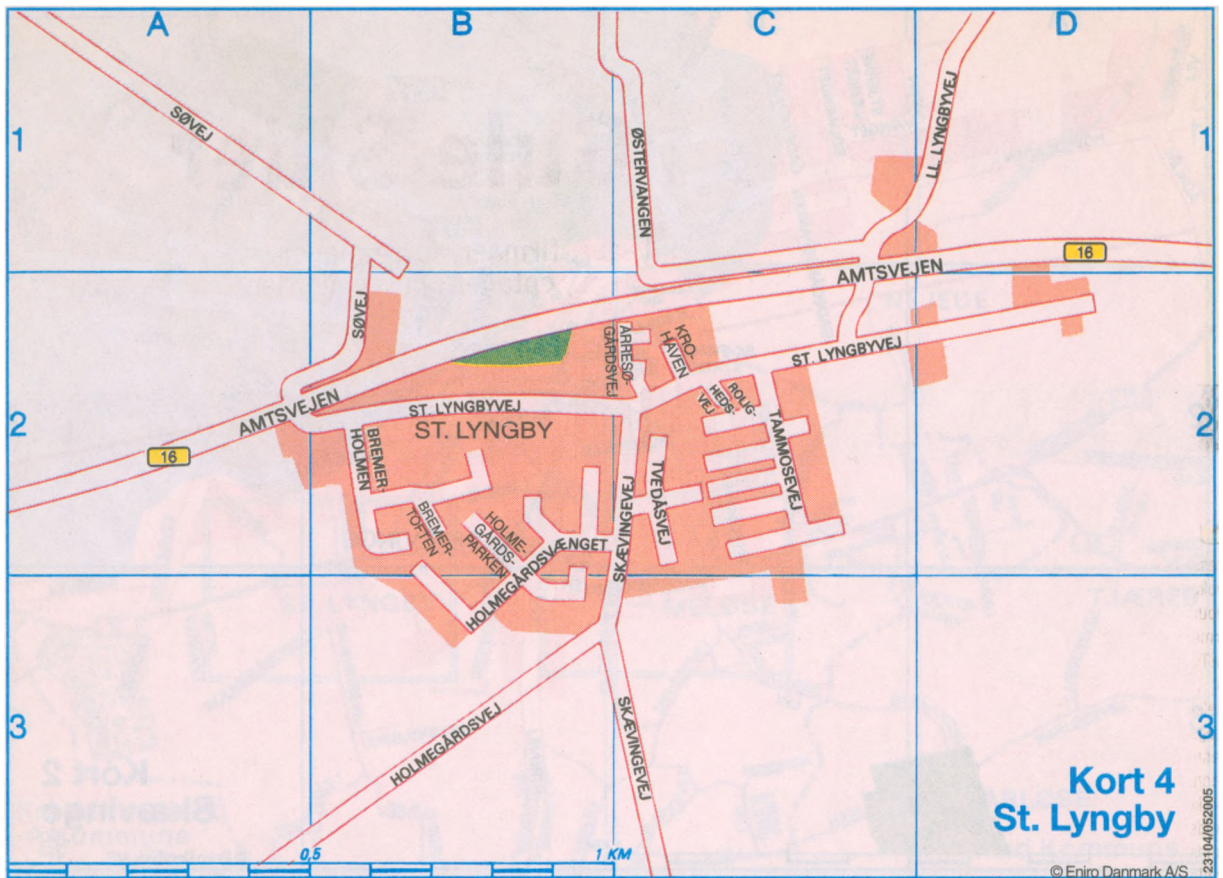 A
B
C
D
1
1
SØVEJ
ØSTERVANGEN
LL. LYNGBYVEJ
16
AMTSVEJEN
SØVEJ
ARRESØ-
GÅRDSVEJ
KRO-
HAVEN
ST. LYNGBYVEJ
ROLIG-
HEDS-
VEJ
AMTSVEJEN
ST. LYNGBYVEJ
ST. LYNGBY
TAMMOSEVEJ
2
2
16
BREMER-
HOLMEN
SKÆVINGEVEJ
TVEDÅSVEJ
BREMER-
TOFTEN
HOLME-
GÅRDS-
PARKEN
HOLMEGÅRDSVÆNGET
3
3
HOLMEGÅRDSVEJ
SKÆVINGEVEJ
Kort 4
St. Lyngby
0,5
1 KM
© Eniro Danmark A/S
23104/052005